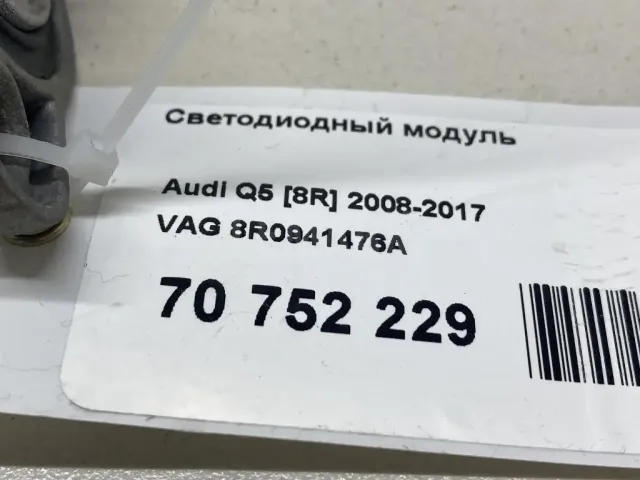 Светодиодный модуль
Audi Q5 [8R] 2008-2017
VAG 8R0941476A
70 752 229